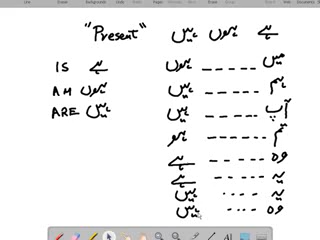 "Present" ہے ہوں ہیں
IS ہے
AM ہوں
ARE ہیں
میں _ _ _ _ _ ہوں
ہم _ _ _ _ _ ہیں
آپ _ _ _ _ _ ہیں
تم _ _ _ _ _ ہو
وہ _ _ _ _ _ ہے
یہ _ _ _ _ _ ہے
یہ .... ہیں
وہ .... ہیں